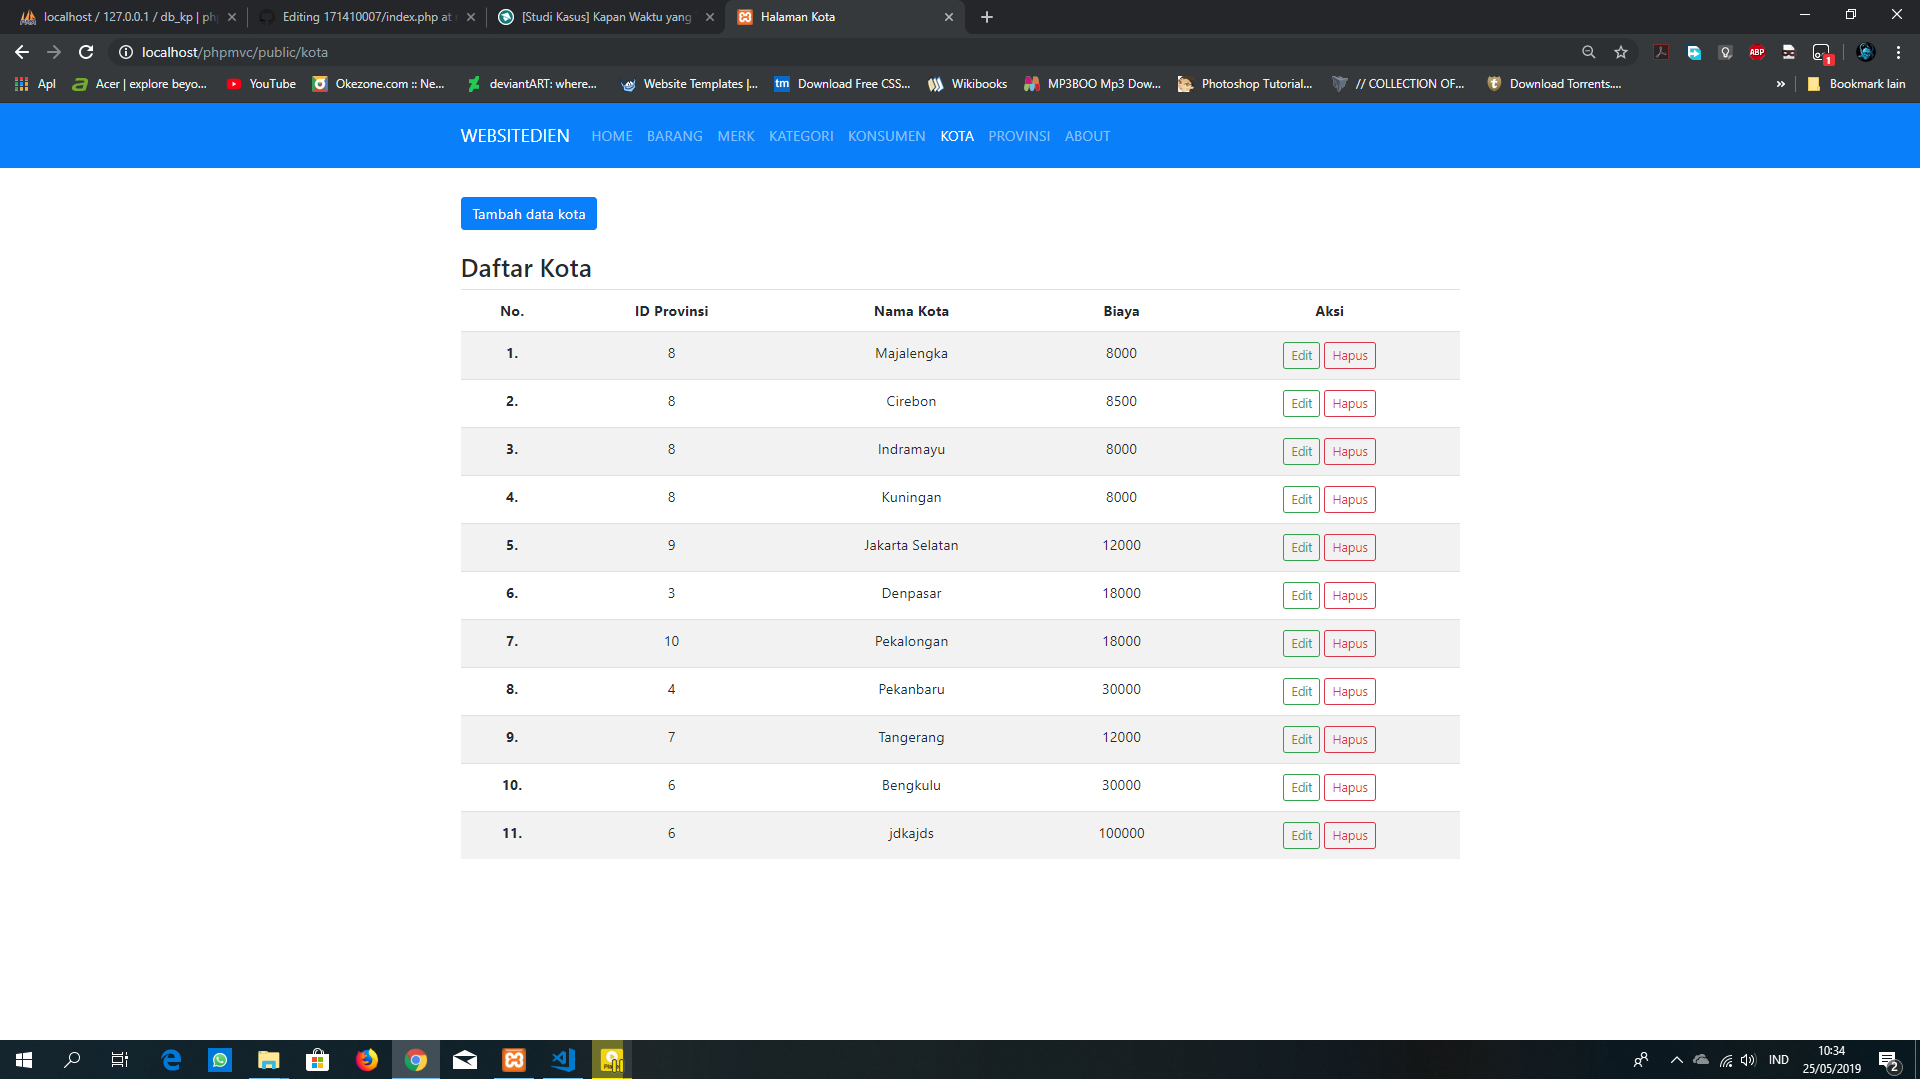 localhost / 127.0.0.1 / db_kp | ph
Editing 171410007/index.php at
[Studi Kasus] Kapan Waktu yang
Halaman Kota
localhost/phpmvc/public/kota
ABP
1
Apl
Acer | explore beyo...
YouTube
Okezone.com :: Ne...
deviantART: where...
Website Templates |...
tm
Download Free CSS...
Wikibooks
MP3BOO Mp3 Dow...
Photoshop Tutorial...
// COLLECTION OF...
Download Torrents....
»
Bookmark lain
WEBSITEDIEN HOME BARANG MERK KATEGORI KONSUMEN KOTA PROVINSI ABOUT
Tambah data kota
Daftar Kota
No. ID Provinsi Nama Kota Biaya Aksi
1. 8 Majalengka 8000 Edit Hapus
2. 8 Cirebon 8500 Edit Hapus
3. 8 Indramayu 8000 Edit Hapus
4. 8 Kuningan 8000 Edit Hapus
5. 9 Jakarta Selatan 12000 Edit Hapus
6. 3 Denpasar 18000 Edit Hapus
7. 10 Pekalongan 18000 Edit Hapus
8. 4 Pekanbaru 30000 Edit Hapus
9. 7 Tangerang 12000 Edit Hapus
10. 6 Bengkulu 30000 Edit Hapus
11. 6 jdkajds 100000 Edit Hapus
IND
10:34
25/05/2019
2